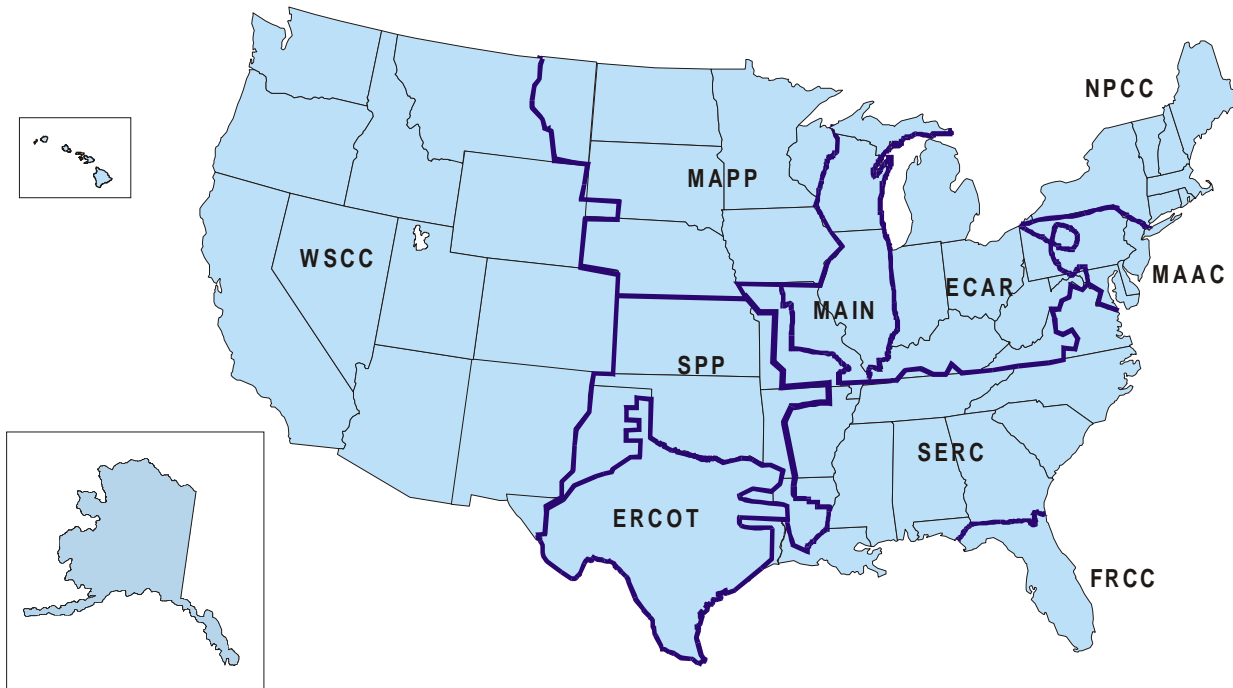 NPCC
MAPP
WSCC
MAAC
ECAR
MAIN
SPP
SERC
ERCOT
FRCC